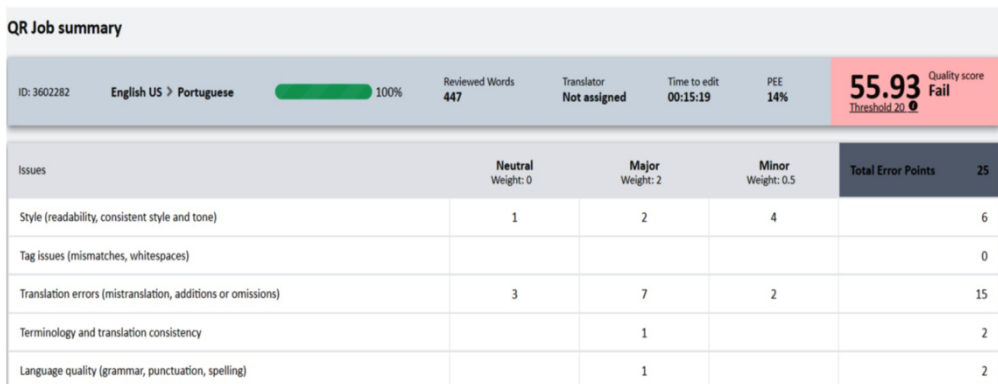 QR Job summary
ID: 3602282 English US > Portuguese 100% Reviewed Words 447 Translator Not assigned Time to edit 00:15:19 PEE 14% 55.93 Quality score Fail Threshold 20
Issues Neutral Weight: 0 Major Weight: 2 Minor Weight: 0.5 Total Error Points 25
Style (readability, consistent style and tone) 1 2 4 6
Tag issues (mismatches, whitespaces) 0
Translation errors (mistranslation, additions or omissions) 3 7 2 15
Terminology and translation consistency 1 2
Language quality (grammar, punctuation, spelling) 1 2